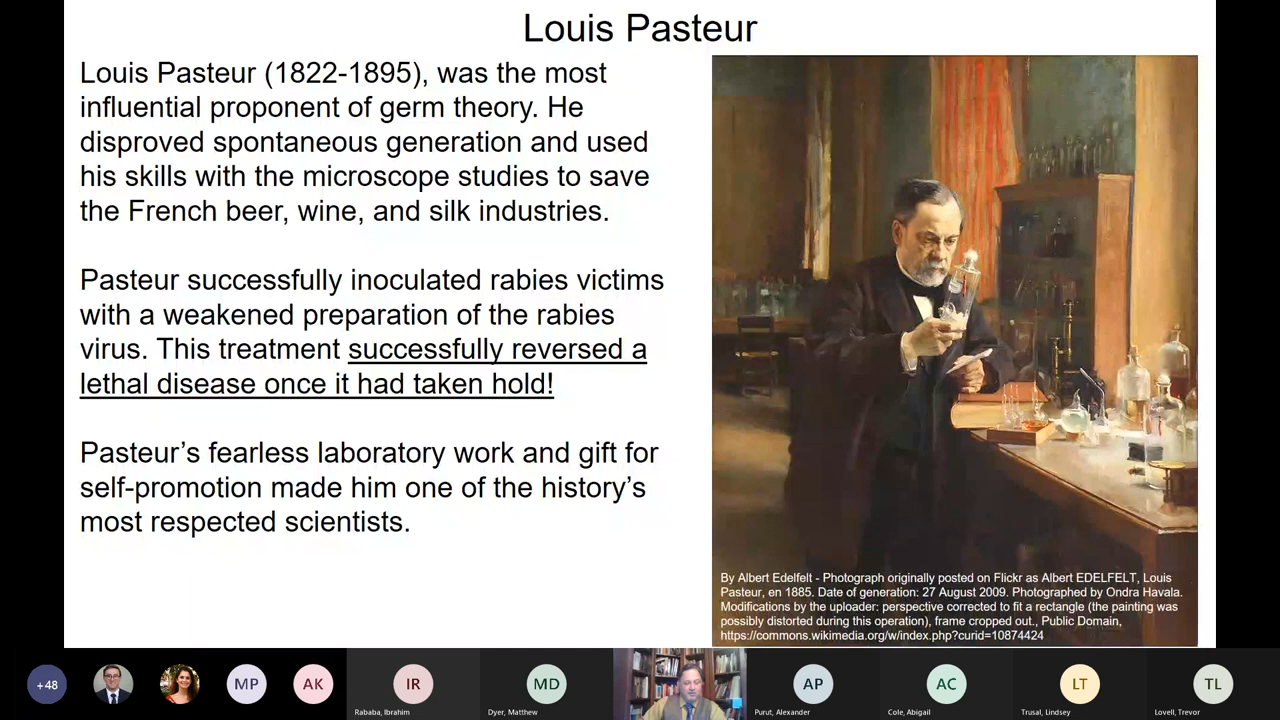 Louis Pasteur
Louis Pasteur (1822-1895), was the most
influential proponent of germ theory. He
disproved spontaneous generation and used
his skills with the microscope studies to save
the French beer, wine, and silk industries.
Pasteur successfully inoculated rabies victims
with a weakened preparation of the rabies
virus. This treatment successfully reversed a
lethal disease once it had taken hold!
Pasteur’s fearless laboratory work and gift for
self-promotion made him one of the history’s
most respected scientists.
By Albert Edelfelt - Photograph originally posted on Flickr as Albert EDELFELT, Louis
Pasteur, en 1885. Date of generation: 27 August 2009. Photographed by Ondra Havala.
Modifications by the uploader: perspective corrected to fit a rectangle (the painting was
possibly distorted during this operation), frame cropped out., Public Domain,
https://commons.wikimedia.org/w/index.php?curid=10874424
+48
MP
AK
IR
MD
AP
AC
LT
TL
Rababa, Ibrahim
Dyer, Matthew
Purut, Alexander
Cole, Abigail
Trusal, Lindsey
Lovell, Trevor